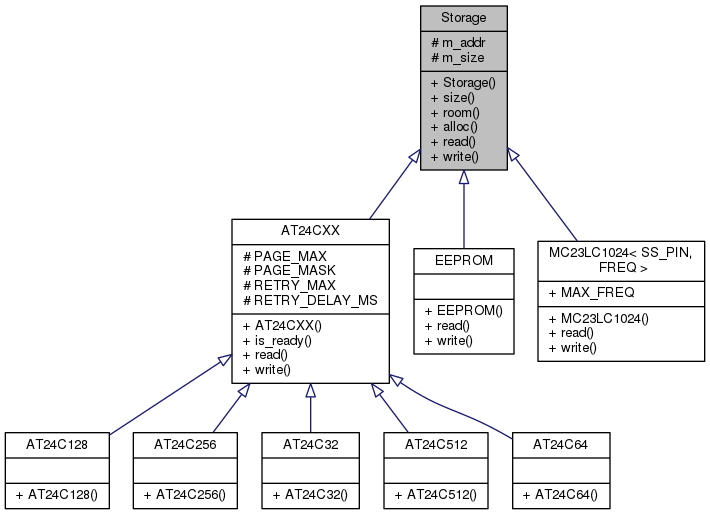 Storage
# m_addr
# m_size
+ Storage()
+ size()
+ room()
+ alloc()
+ read()
+ write()
AT24CXX
# PAGE_MAX
# PAGE_MASK
# RETRY_MAX
# RETRY_DELAY_MS
+ AT24CXX()
+ is_ready()
+ read()
+ write()
EEPROM
+ EEPROM()
+ read()
+ write()
MC23LC1024< SS_PIN,
FREQ >
+ MAX_FREQ
+ MC23LC1024()
+ read()
+ write()
AT24C128
+ AT24C128()
AT24C256
+ AT24C256()
AT24C32
+ AT24C32()
AT24C512
+ AT24C512()
AT24C64
+ AT24C64()